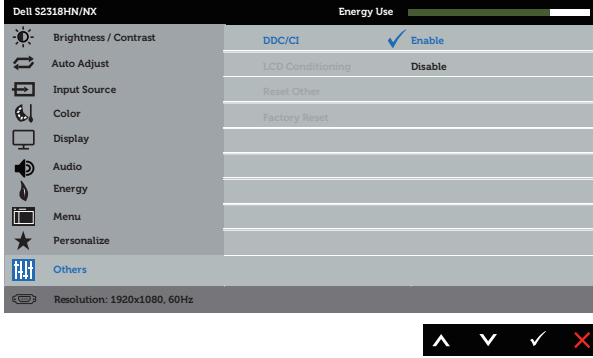 Dell S2318HN/NX Energy Use
Brightness / Contrast
DDC/CI Enable
Auto Adjust
LCD Conditioning Disable
Input Source
Reset Other
Color
Factory Reset
Display
Audio
Energy
Menu
Personalize
Others
Resolution: 1920x1080, 60Hz